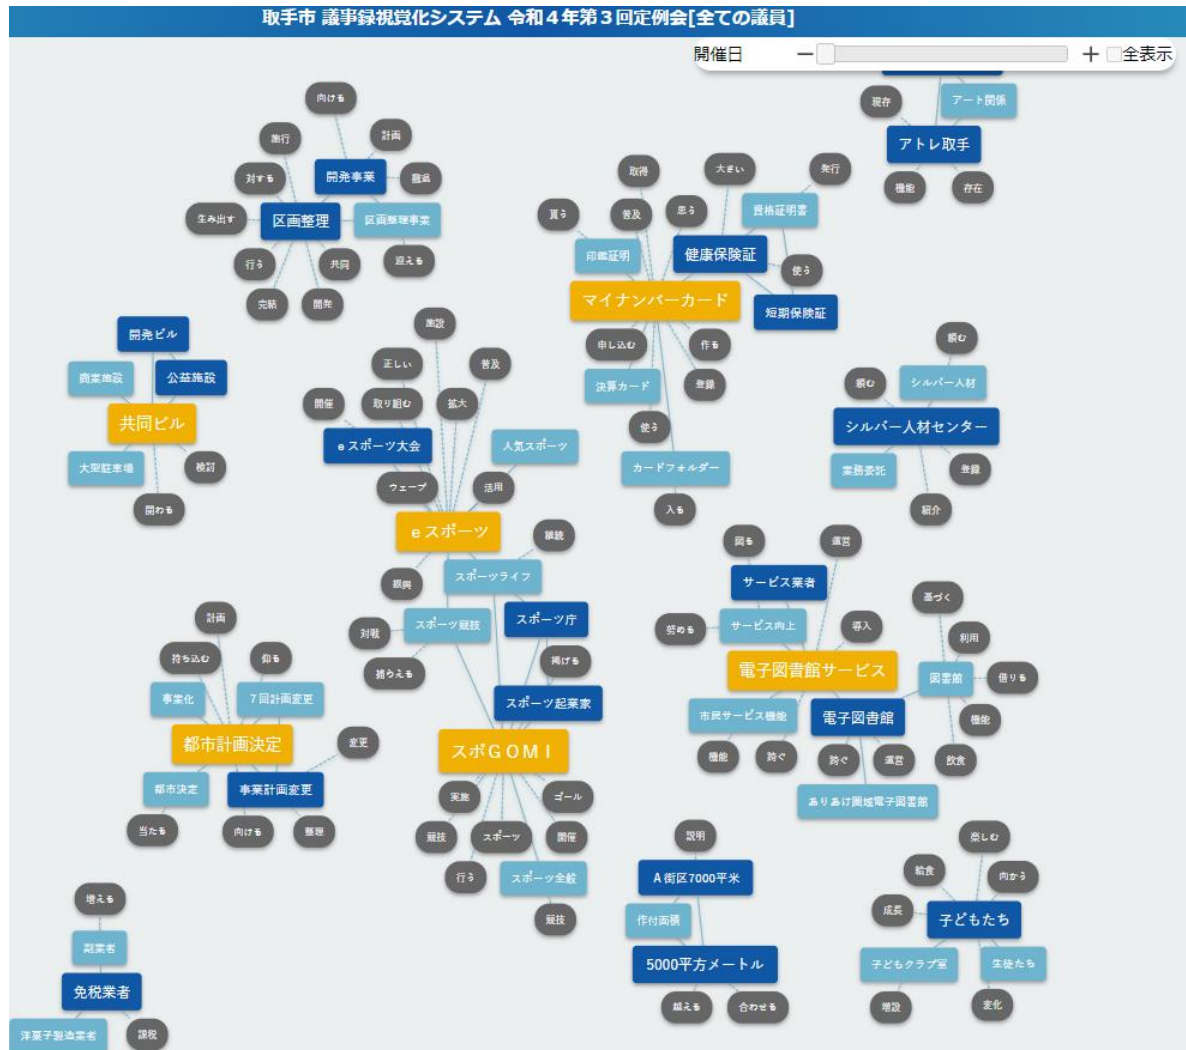 取手市 議事録視覚化システム 令和４年第３回定例会[全ての議員]
開催日
− + 全表示
向ける
施行
計画
対する
開発事業
撤退
生み出す
区画整理
区画整理事業
行う
共同
迎える
完結
開発
取得
大きい
発行
貰う
普及
思う
資格証明書
印鑑証明
健康保険証
使う
マイナンバーカード
短期保険証
申し込む
作る
決算カード
登録
使う
カードフォルダー
入る
現存
アート関係
アトレ取手
機能
存在
開発ビル
商業施設
公益施設
共同ビル
大型駐車場
検討
関わる
施設
正しい
普及
開催
取り組む
拡大
ｅスポーツ大会
人気スポーツ
ウェーブ
活用
ｅスポーツ
継続
振興
スポーツライフ
対戦
スポーツ競技
スポーツ庁
捕らえる
掲げる
スポーツ起業家
スポＧＯＭＩ
実施
ゴール
競技
スポーツ
開催
行う
スポーツ全般
競技
頼む
頼む
シルバー人材
シルバー人材センター
業務委託
登録
紹介
図る
運営
サービス業者
基づく
努める
サービス向上
導入
利用
電子図書館サービス
図書館
借りる
市民サービス機能
電子図書館
機能
機能
跨ぐ
跨ぐ
運営
飲食
ありあけ圏域電子図書館
計画
持ち込む
仰る
事業化
７回計画変更
都市計画決定
変更
都市決定
事業計画変更
当たる
向ける
整理
説明
Ａ街区7000平米
作付面積
5000平方メートル
越える
合わせる
楽しむ
給食
向かう
成長
子どもたち
子どもクラブ室
生徒たち
増設
変化
増える
副業者
免税業者
洋菓子製造業者
課税